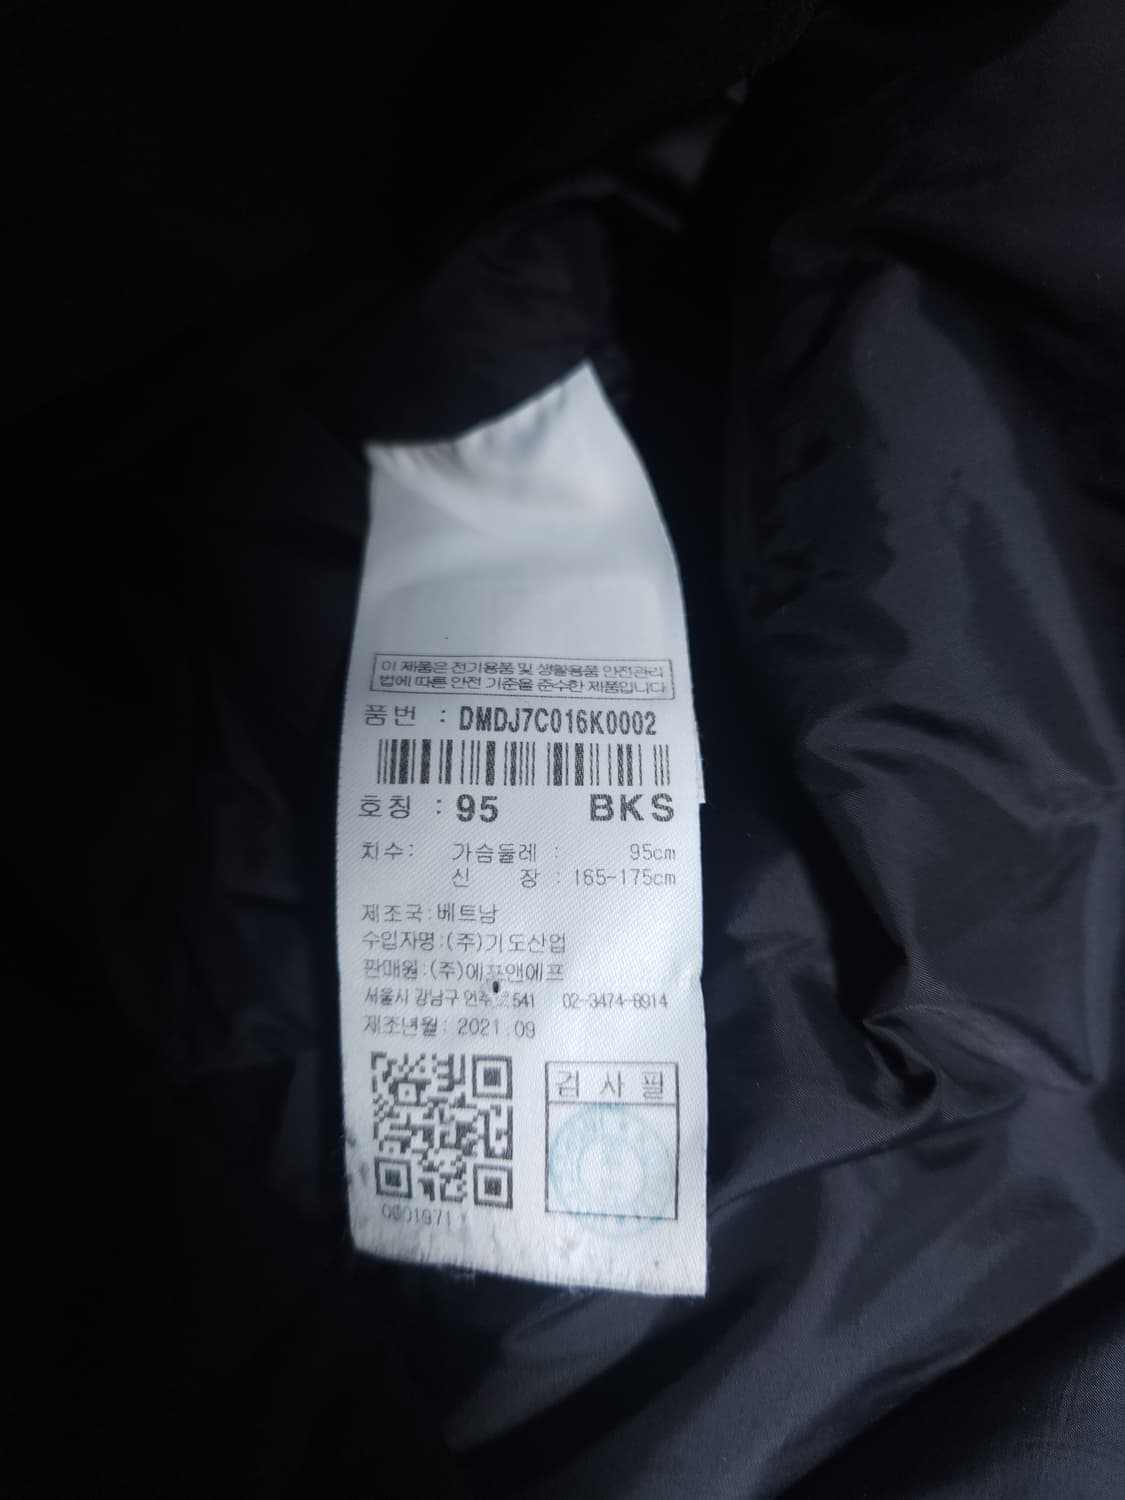 이 제품은 전기용품 및 생활용품 안전관리
법에 따른 안전 기준을 준수한 제품입니다
품번 : DMDJ7C016K0002
호칭 : 95 BKS
치수: 가슴둘레 : 95cm
신 장 : 165-175cm
제조국:베트남
수입자명:(주)기도산업
판매원:(주)에프앤에프
서울시 강남구 언주로541 02-3474-8914
제조년월: 2021.09
검사필
0001971